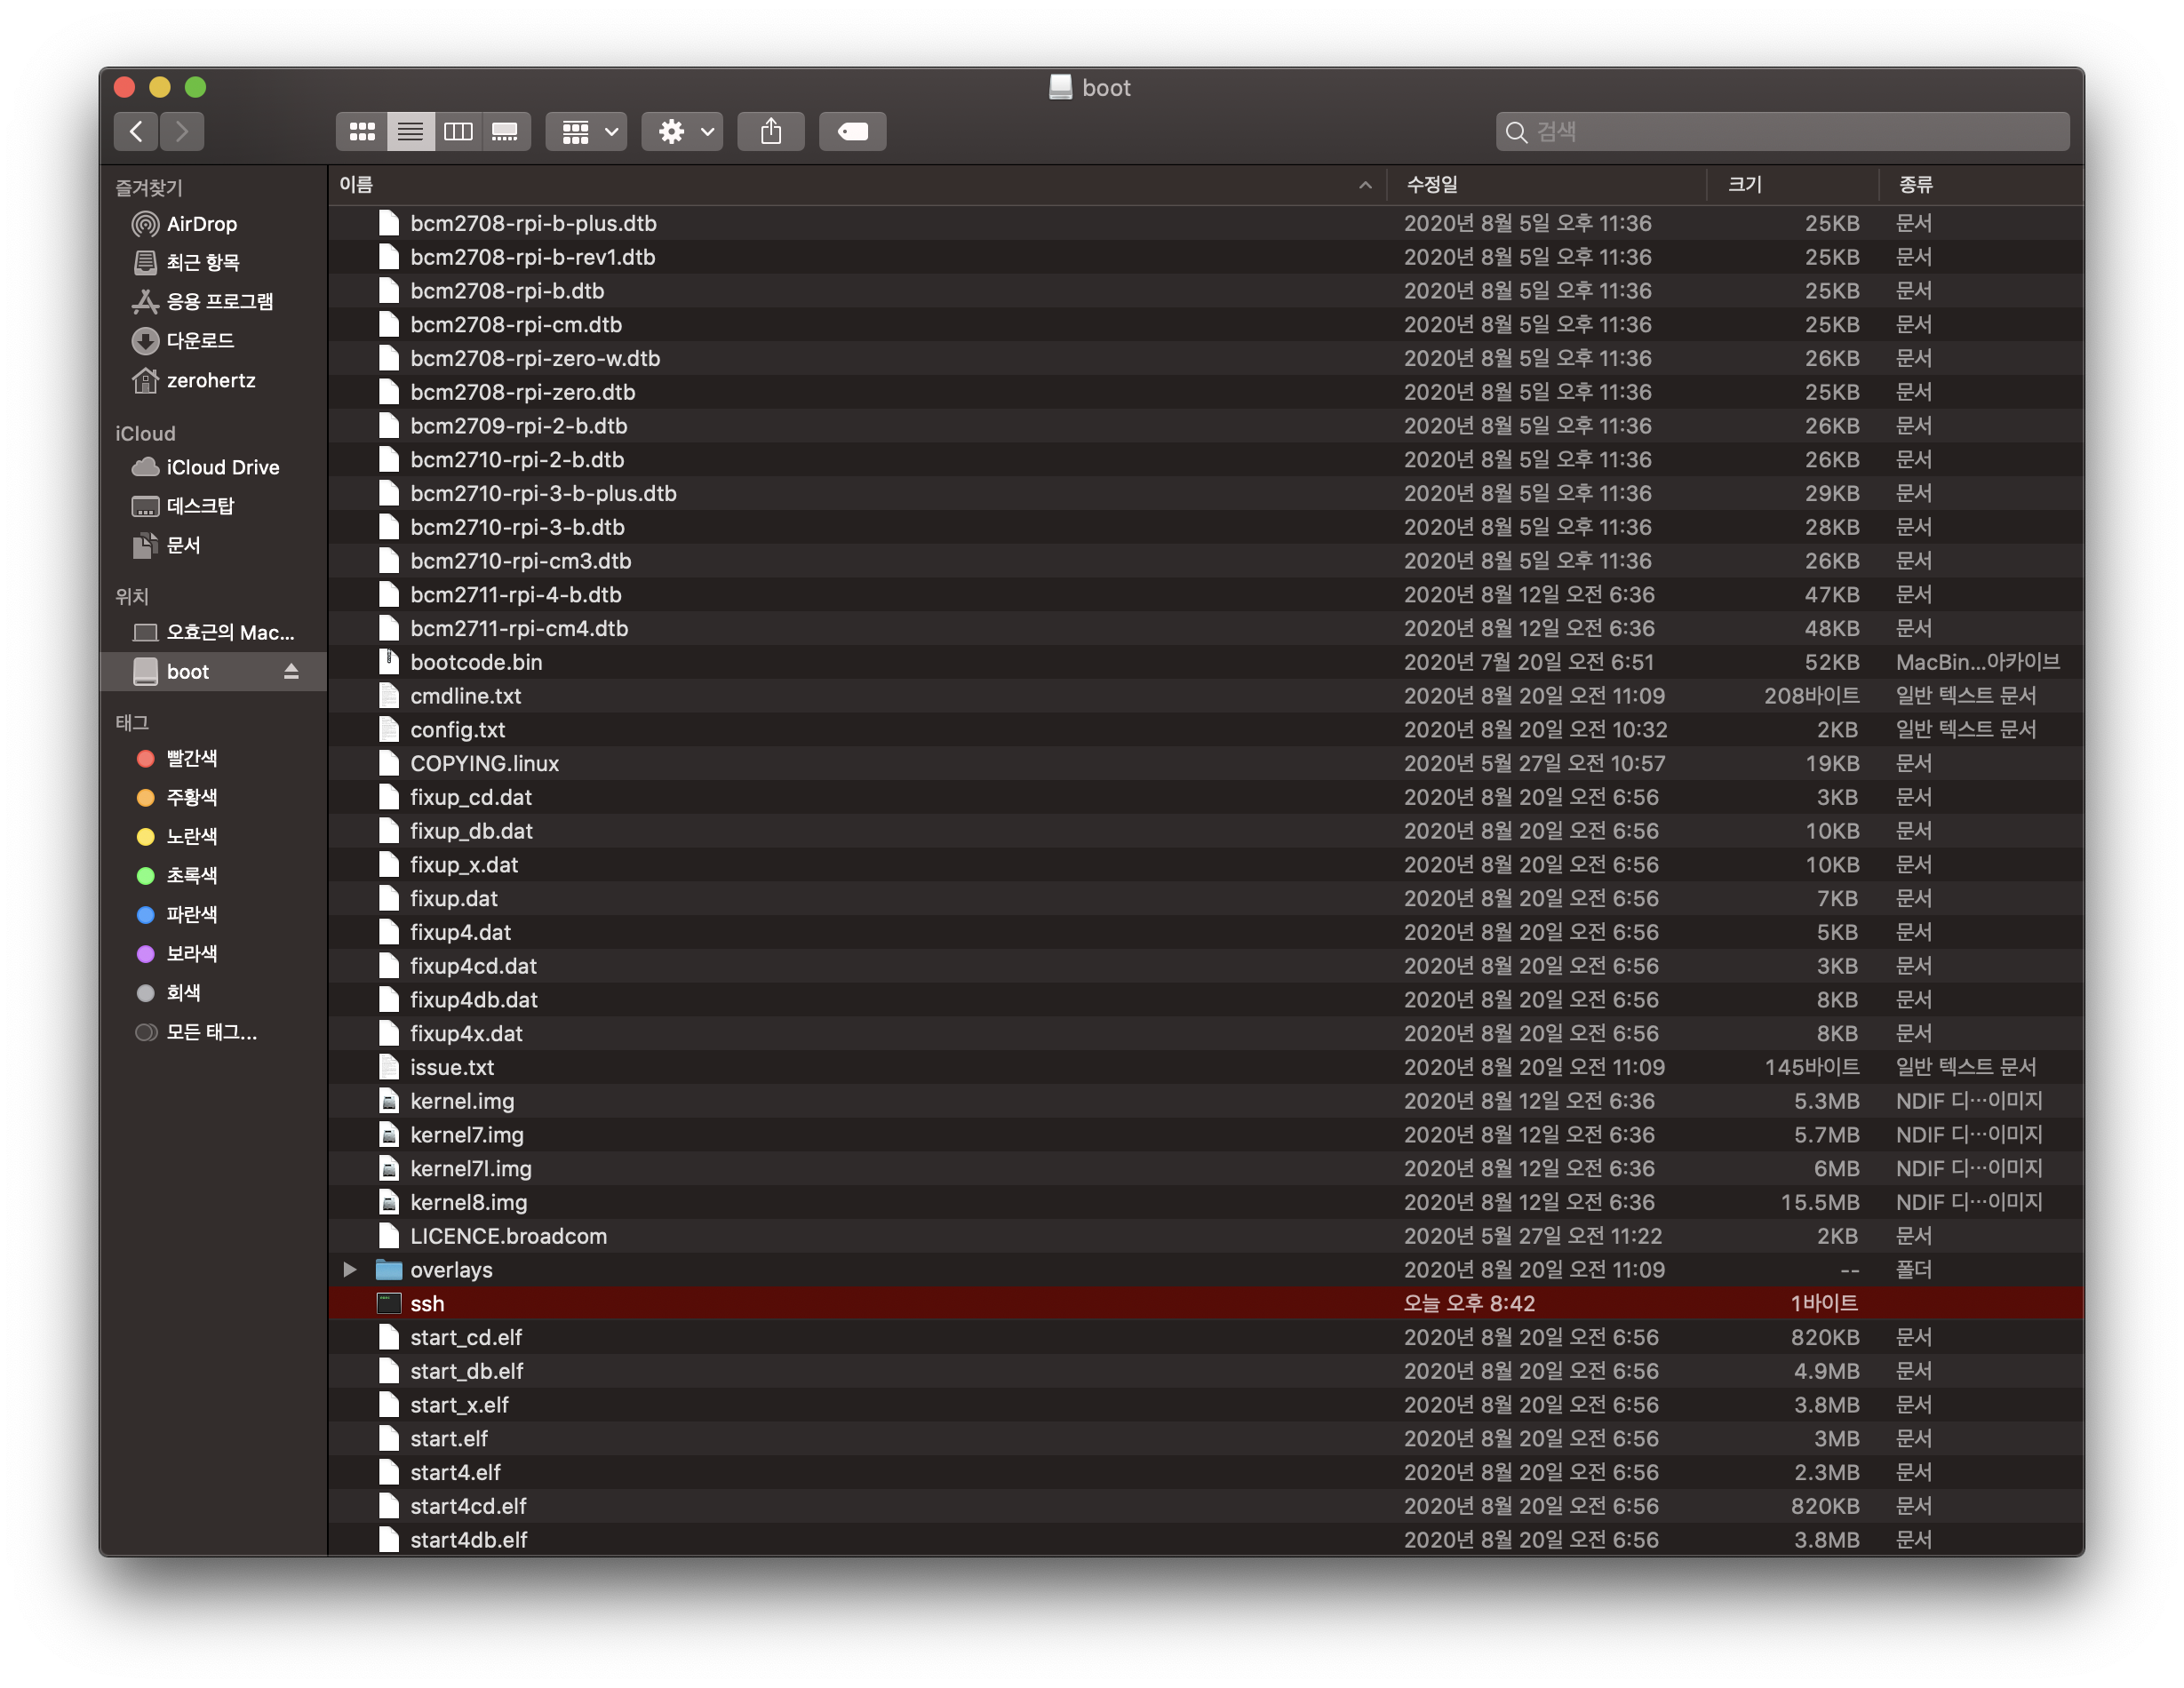 boot
검색
즐겨찾기
AirDrop
최근 항목
응용 프로그램
다운로드
zerohertz
iCloud
iCloud Drive
데스크탑
문서
위치
오효근의 Mac...
boot
태그
빨간색
주황색
노란색
초록색
파란색
보라색
회색
모든 태그...
이름 수정일 크기 종류
bcm2708-rpi-b-plus.dtb 2020년 8월 5일 오후 11:36 25KB 문서
bcm2708-rpi-b-rev1.dtb 2020년 8월 5일 오후 11:36 25KB 문서
bcm2708-rpi-b.dtb 2020년 8월 5일 오후 11:36 25KB 문서
bcm2708-rpi-cm.dtb 2020년 8월 5일 오후 11:36 25KB 문서
bcm2708-rpi-zero-w.dtb 2020년 8월 5일 오후 11:36 26KB 문서
bcm2708-rpi-zero.dtb 2020년 8월 5일 오후 11:36 25KB 문서
bcm2709-rpi-2-b.dtb 2020년 8월 5일 오후 11:36 26KB 문서
bcm2710-rpi-2-b.dtb 2020년 8월 5일 오후 11:36 26KB 문서
bcm2710-rpi-3-b-plus.dtb 2020년 8월 5일 오후 11:36 29KB 문서
bcm2710-rpi-3-b.dtb 2020년 8월 5일 오후 11:36 28KB 문서
bcm2710-rpi-cm3.dtb 2020년 8월 5일 오후 11:36 26KB 문서
bcm2711-rpi-4-b.dtb 2020년 8월 12일 오전 6:36 47KB 문서
bcm2711-rpi-cm4.dtb 2020년 8월 12일 오전 6:36 48KB 문서
bootcode.bin 2020년 7월 20일 오전 6:51 52KB MacBin...아카이브
cmdline.txt 2020년 8월 20일 오전 11:09 208바이트 일반 텍스트 문서
config.txt 2020년 8월 20일 오전 10:32 2KB 일반 텍스트 문서
COPYING.linux 2020년 5월 27일 오전 10:57 19KB 문서
fixup_cd.dat 2020년 8월 20일 오전 6:56 3KB 문서
fixup_db.dat 2020년 8월 20일 오전 6:56 10KB 문서
fixup_x.dat 2020년 8월 20일 오전 6:56 10KB 문서
fixup.dat 2020년 8월 20일 오전 6:56 7KB 문서
fixup4.dat 2020년 8월 20일 오전 6:56 5KB 문서
fixup4cd.dat 2020년 8월 20일 오전 6:56 3KB 문서
fixup4db.dat 2020년 8월 20일 오전 6:56 8KB 문서
fixup4x.dat 2020년 8월 20일 오전 6:56 8KB 문서
issue.txt 2020년 8월 20일 오전 11:09 145바이트 일반 텍스트 문서
kernel.img 2020년 8월 12일 오전 6:36 5.3MB NDIF 디…이미지
kernel7.img 2020년 8월 12일 오전 6:36 5.7MB NDIF 디…이미지
kernel7l.img 2020년 8월 12일 오전 6:36 6MB NDIF 디…이미지
kernel8.img 2020년 8월 12일 오전 6:36 15.5MB NDIF 디…이미지
LICENCE.broadcom 2020년 5월 27일 오전 11:22 2KB 문서
overlays 2020년 8월 20일 오전 11:09 -- 폴더
ssh 오늘 오후 8:42 1바이트
start_cd.elf 2020년 8월 20일 오전 6:56 820KB 문서
start_db.elf 2020년 8월 20일 오전 6:56 4.9MB 문서
start_x.elf 2020년 8월 20일 오전 6:56 3.8MB 문서
start.elf 2020년 8월 20일 오전 6:56 3MB 문서
start4.elf 2020년 8월 20일 오전 6:56 2.3MB 문서
start4cd.elf 2020년 8월 20일 오전 6:56 820KB 문서
start4db.elf 2020년 8월 20일 오전 6:56 3.8MB 문서